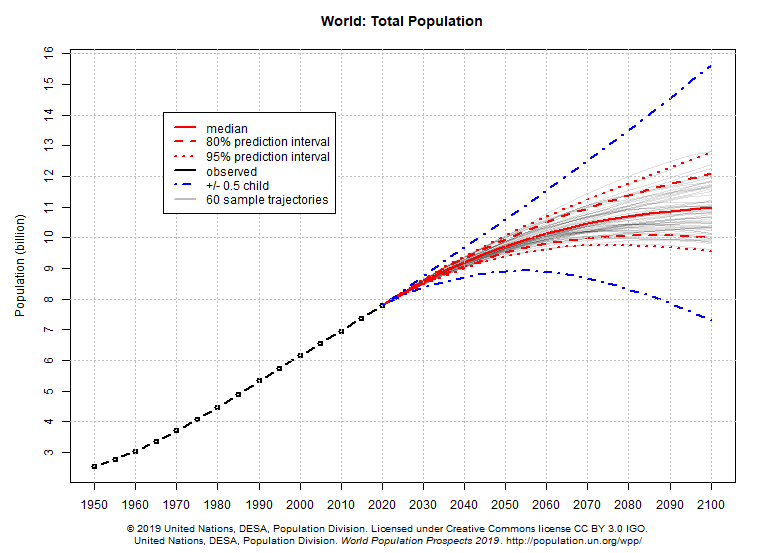 World: Total Population
16
15
14
13
12
11
10
9
8
7
6
5
4
3
Population (billion)
median
80% prediction interval
95% prediction interval
observed
+/- 0.5 child
60 sample trajectories
1950 1960 1970 1980 1990 2000 2010 2020 2030 2040 2050 2060 2070 2080 2090 2100
© 2019 United Nations, DESA, Population Division. Licensed under Creative Commons license CC BY 3.0 IGO.
United Nations, DESA, Population Division. World Population Prospects 2019. http://population.un.org/wpp/